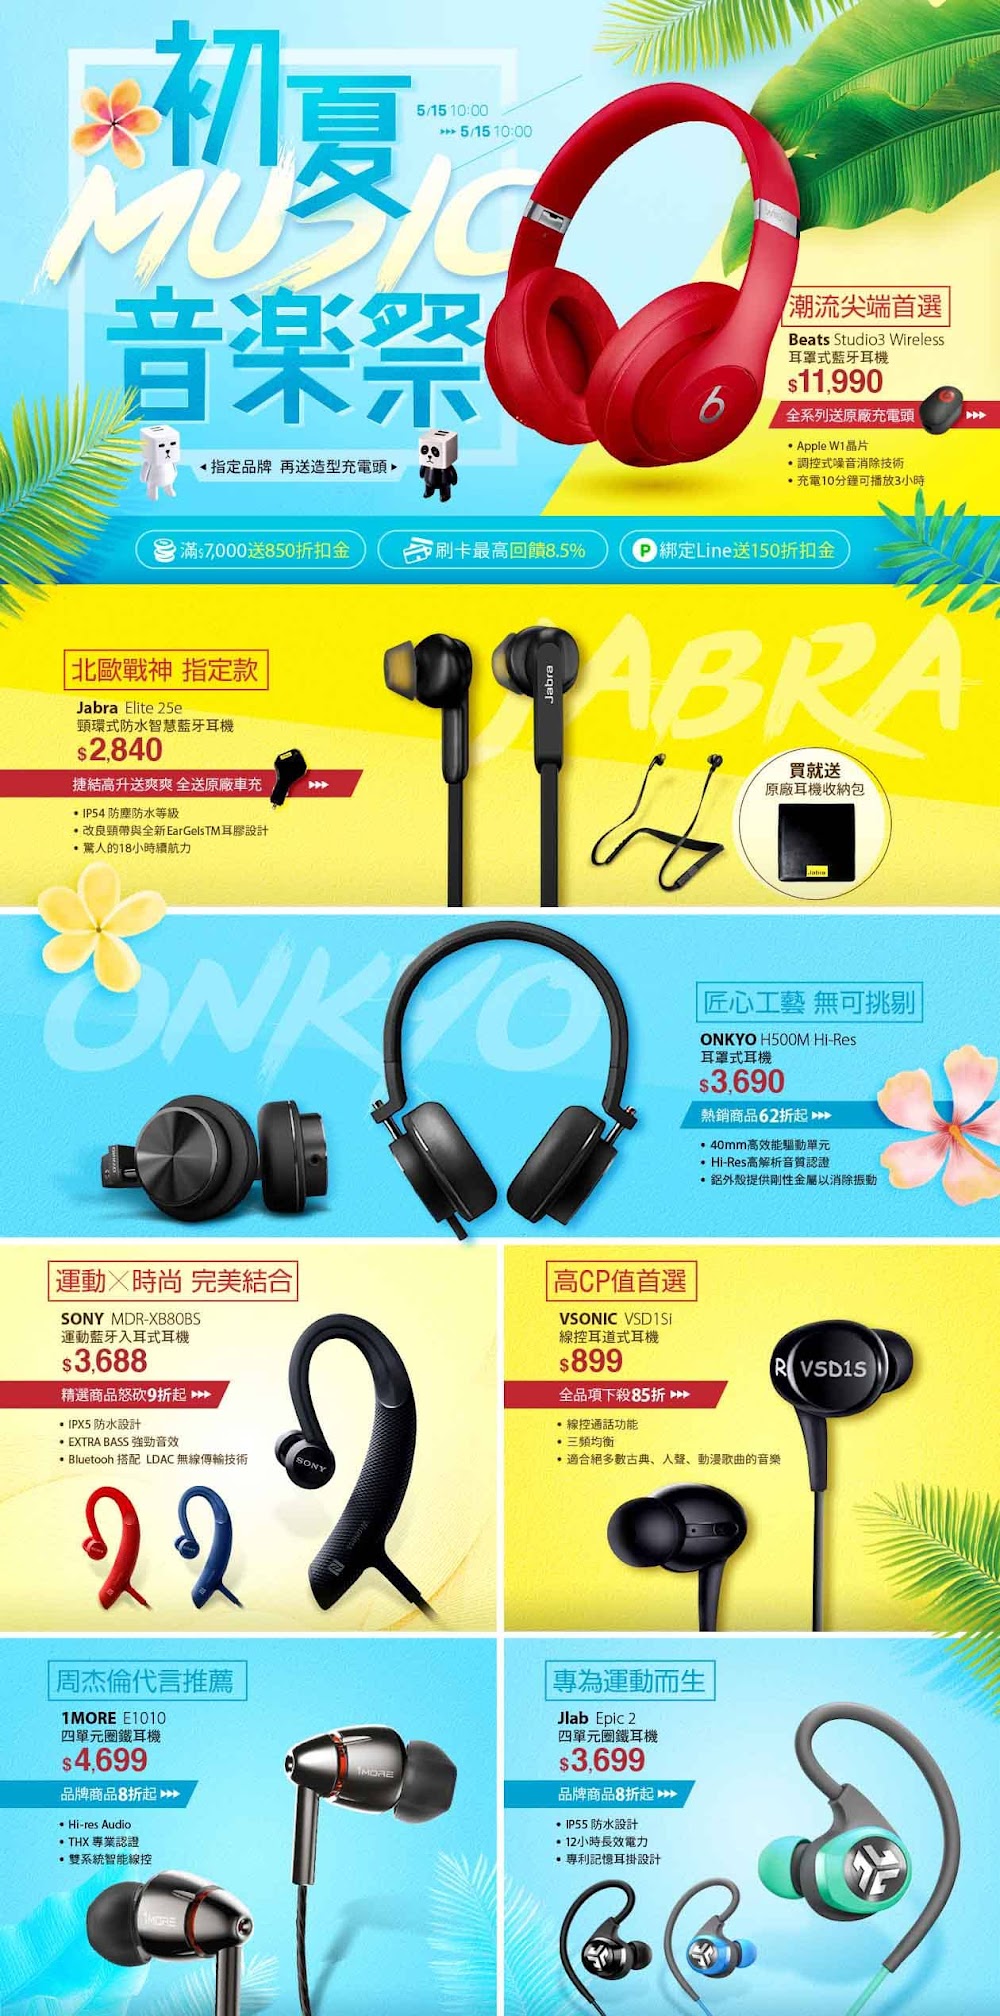 初夏
MUSIC
音楽祭
5/15 10:00
>>> 5/15 10:00
指定品牌 再送造型充電頭
潮流尖端首選
Beats Studio3 Wireless
耳罩式藍牙耳機
$11,990
全系列送原廠充電頭
• Apple W1晶片
• 調控式噪音消除技術
• 充電10分鐘可播放3小時
滿$7,000送850折扣金
刷卡最高回饋8.5%
P 綁定Line送150折扣金
JABRA
北歐戰神 指定款
Jabra Elite 25e
頸環式防水智慧藍牙耳機
$2,840
捷結高升送爽爽 全送原廠車充
• IP54 防塵防水等級
• 改良頸帶與全新EarGelsTM耳膠設計
• 驚人的18小時續航力
Jabra
買就送
原廠耳機收納包
Jabra
ONKYO
匠心工藝 無可挑剔
ONKYO H500M Hi-Res
耳罩式耳機
$3,690
熱銷商品62折起
• 40mm高效能驅動單元
• Hi-Res高解析音質認證
• 鋁外殼提供剛性金屬以消除振動
運動×時尚 完美結合
SONY MDR-XB80BS
運動藍牙入耳式耳機
$3,688
精選商品怒砍9折起
• IPX5 防水設計
• EXTRA BASS 強勁音效
• Bluetooh 搭配 LDAC 無線傳輸技術
SONY
高CP值首選
VSONIC VSD1Si
線控耳道式耳機
$899
全品項下殺85折
• 線控通話功能
• 三頻均衡
• 適合絕多數古典、人聲、動漫歌曲的音樂
R VSD1S
周杰倫代言推薦
1MORE E1010
四單元圈鐵耳機
$4,699
品牌商品8折起
• Hi-res Audio
• THX 專業認證
• 雙系統智能線控
1MORE
1MORE
專為運動而生
Jlab Epic 2
四單元圈鐵耳機
$3,699
品牌商品8折起
• IP55 防水設計
• 12小時長效電力
• 專利記憶耳掛設計